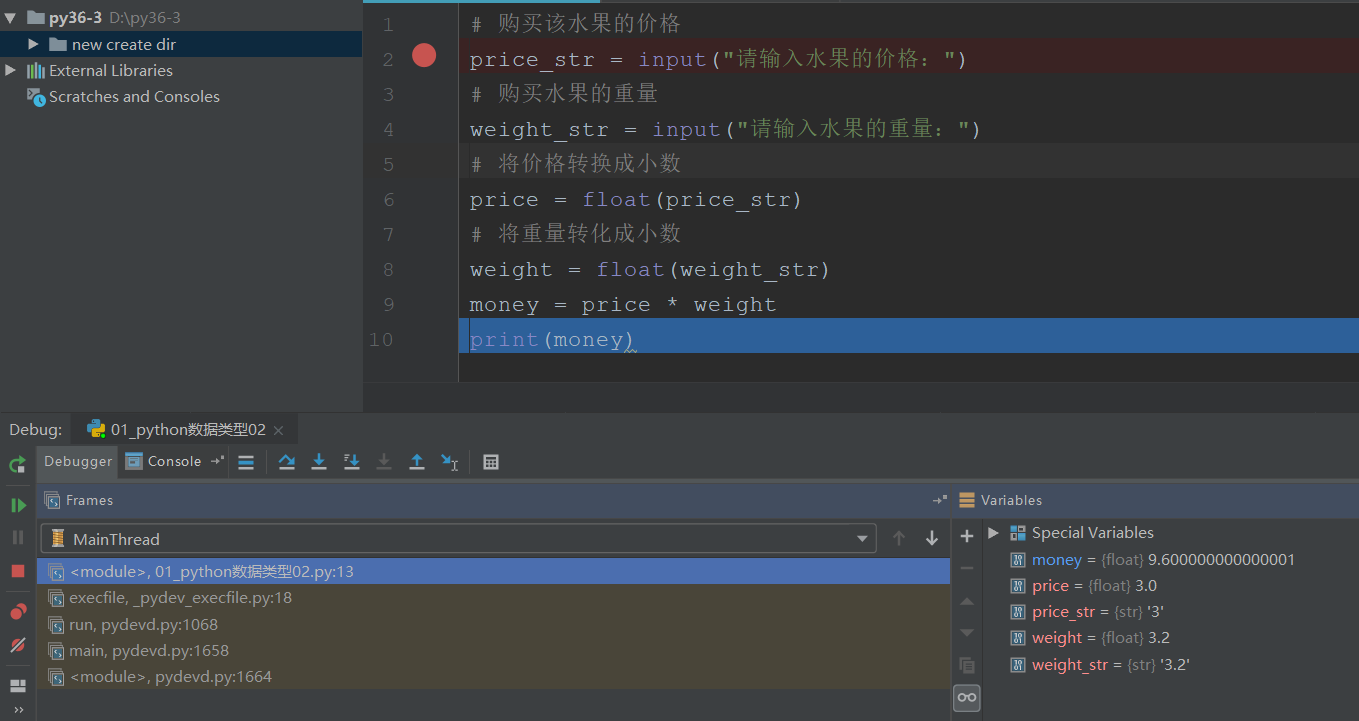 py36-3 D:\py36-3
new create dir
External Libraries
Scratches and Consoles
1 # 购买该水果的价格
2 price_str = input("请输入水果的价格：")
3 # 购买水果的重量
4 weight_str = input("请输入水果的重量：")
5 # 将价格转换成小数
6 price = float(price_str)
7 # 将重量转化成小数
8 weight = float(weight_str)
9 money = price * weight
10 print(money)
Debug: 01_python数据类型02
Debugger Console
Frames
MainThread
<module>, 01_python数据类型02.py:13
execfile, _pydev_execfile.py:18
run, pydevd.py:1068
main, pydevd.py:1658
<module>, pydevd.py:1664
Variables
Special Variables
money = {float} 9.600000000000001
price = {float} 3.0
price_str = {str} '3'
weight = {float} 3.2
weight_str = {str} '3.2'